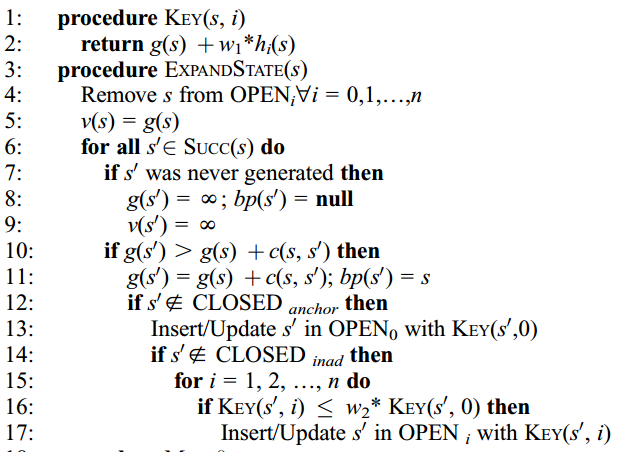 1: procedure KEY(s, i)
2: return g(s) + w₁*hᵢ(s)
3: procedure EXPANDSTATE(s)
4: Remove s from OPENᵢ∀i = 0,1,…,n
5: v(s) = g(s)
6: for all s′∈ SUCC(s) do
7: if s′ was never generated then
8: g(s′) = ∞; bp(s′) = null
9: v(s′) = ∞
10: if g(s′) > g(s) + c(s, s′) then
11: g(s′) = g(s) + c(s, s′); bp(s′) = s
12: if s′∉ CLOSED anchor then
13: Insert/Update s′ in OPEN₀ with KEY(s′,0)
14: if s′∉ CLOSED inad then
15: for i = 1, 2, …, n do
16: if KEY(s′, i) ≤ w₂* KEY(s′, 0) then
17: Insert/Update s′ in OPEN ᵢ with KEY(s′, i)